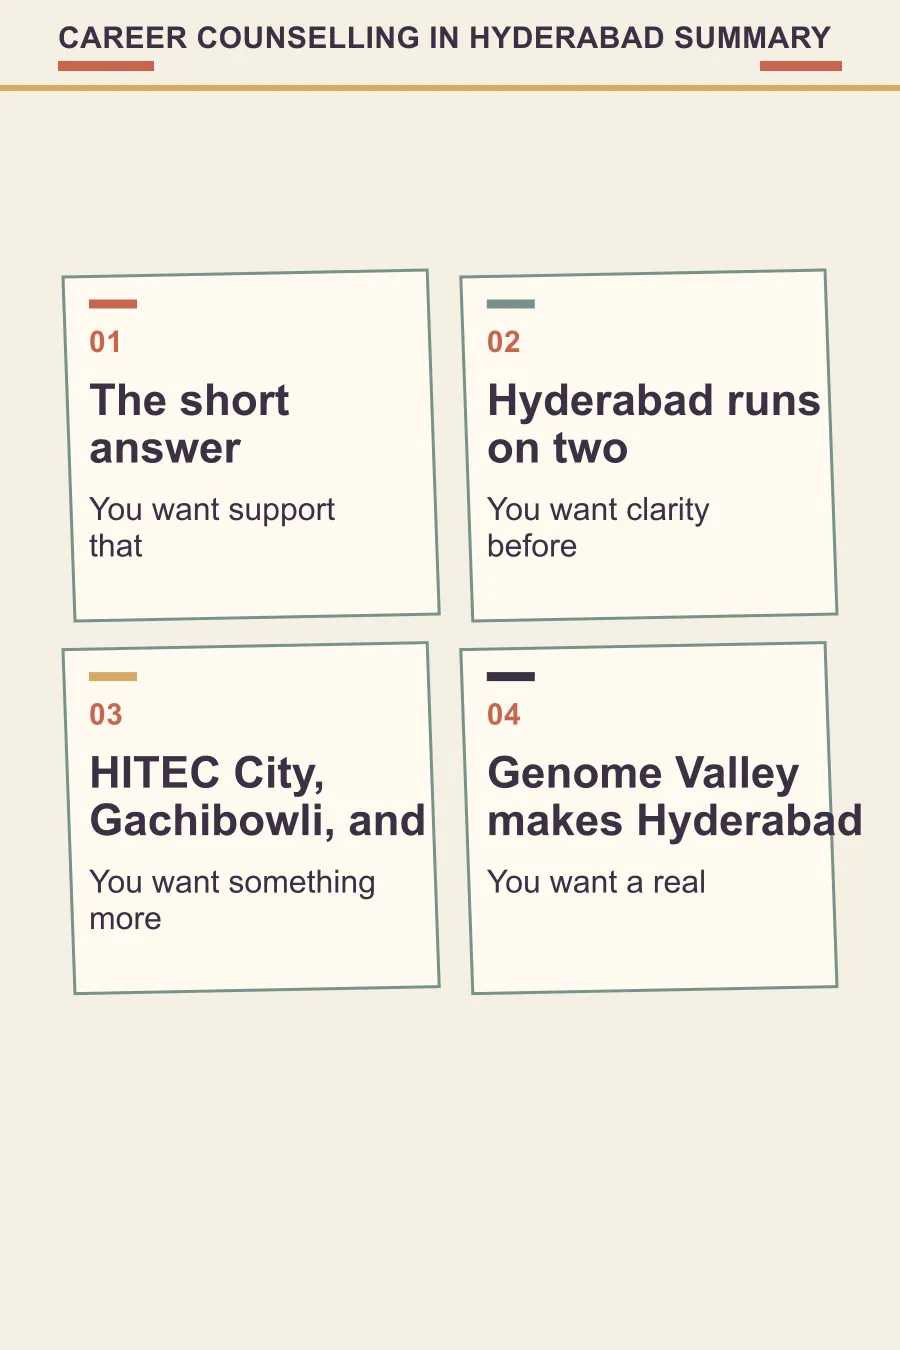 CAREER COUNSELLING IN HYDERABAD SUMMARY
01
The short
answer
You want support
that
02
Hyderabad runs
on two
You want clarity
before
03
HITEC City,
Gachibowli, and
You want something
more
04
Genome Valley
makes Hyderabad
You want a real